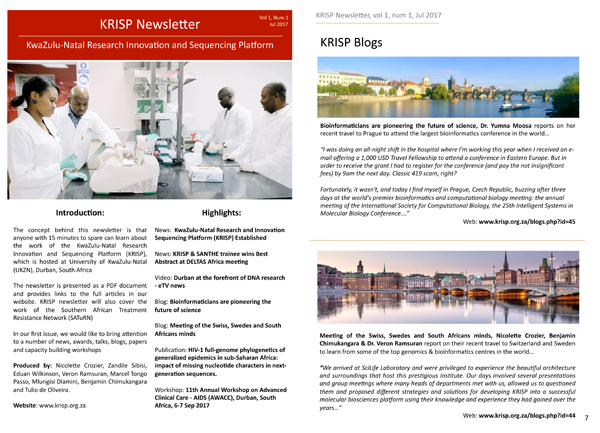 KRISP Newsletter
Vol 1, Num 1
Jul 2017
KwaZulu-Natal Research Innovation and Sequencing Platform
Introduction:
The concept behind this newsletter is that
anyone with 15 minutes to spare can learn about
the work of the KwaZulu-Natal Research
Innovation and Sequencing Platform (KRISP),
which is hosted at University of KwaZulu-Natal
(UKZN), Durban, South Africa
The newsletter is presented as a PDF document
and provides links to the full articles in our
website. KRISP newsletter will also cover the
work of the Southern African Treatment
Resistance Network (SATuRN)
In our first issue, we would like to bring attention
to a number of news, awards, talks, blogs, papers
and capacity building workshops
Produced by: Nicolette Crozier, Zandile Sibisi,
Eduan Wilkinson, Veron Ramsuran, Marcel Tongo
Passo, Mlungisi Dlamini, Benjamin Chimukangara
and Tulio de Oliveira.
Website: www.krisp.org.za
Highlights:
News: KwaZulu-Natal Research and Innovation
Sequencing Platform (KRISP) Established
News: KRISP & SANTHE trainee wins Best
Abstract at DELTAS Africa meeting
Video: Durban at the forefront of DNA research
- eTV news
Blog: Bioinformaticians are pioneering the
future of science
Blog: Meeting of the Swiss, Swedes and South
Africans minds
Publication: HIV-1 full-genome phylogenetics of
generalized epidemics in sub-Saharan Africa:
impact of missing nucleotide characters in next-
generation sequences.
Workshop: 11th Annual Workshop on Advanced
Clinical Care - AIDS (AWACC), Durban, South
Africa, 6-7 Sep 2017
KRISP Newsletter, vol 1, num 1, Jul 2017
KRISP Blogs
Bioinformaticians are pioneering the future of science, Dr. Yumna Moosa reports on her
recent travel to Prague to attend the largest bioinformatics conference in the world...
"I was doing an all-night shift in the hospital where I'm working this year when I received an e-
mail offering a 1,000 USD Travel Fellowship to attend a conference in Eastern Europe. But in
order to receive the grant I had to register for the conference (and pay the not insignificant
fees) by 9am the next day. Classic 419 scam, right?
Fortunately, it wasn't, and today I find myself in Prague, Czech Republic, buzzing after three
days at the world's premier bioinformatics and computational biology meeting: the annual
meeting of the International Society for Computational Biology, the 25th Intelligent Systems in
Molecular Biology Conference...."
Web: www.krisp.org.za/blogs.php?id=45
Meeting of the Swiss, Swedes and South Africans minds, Nicolette Crozier, Benjamin
Chimukangara & Dr. Veron Ramsuran report on their recent travel to Switzerland and Sweden
to learn from some of the top genomics & bioinformatics centres in the world...
"We arrived at SciLife Laboratory and were privileged to experience the beautiful architecture
and surroundings that host this prestigious Institute. Our days involved several presentations
and group meetings where many heads of departments met with us, allowed us to questioned
them and proposed different strategies and solutions for developing KRISP into a successful
molecular biosciences platform using their knowledge and experience they had gained over the
years..."
Web: www.krisp.org.za/blogs.php?id=44
7